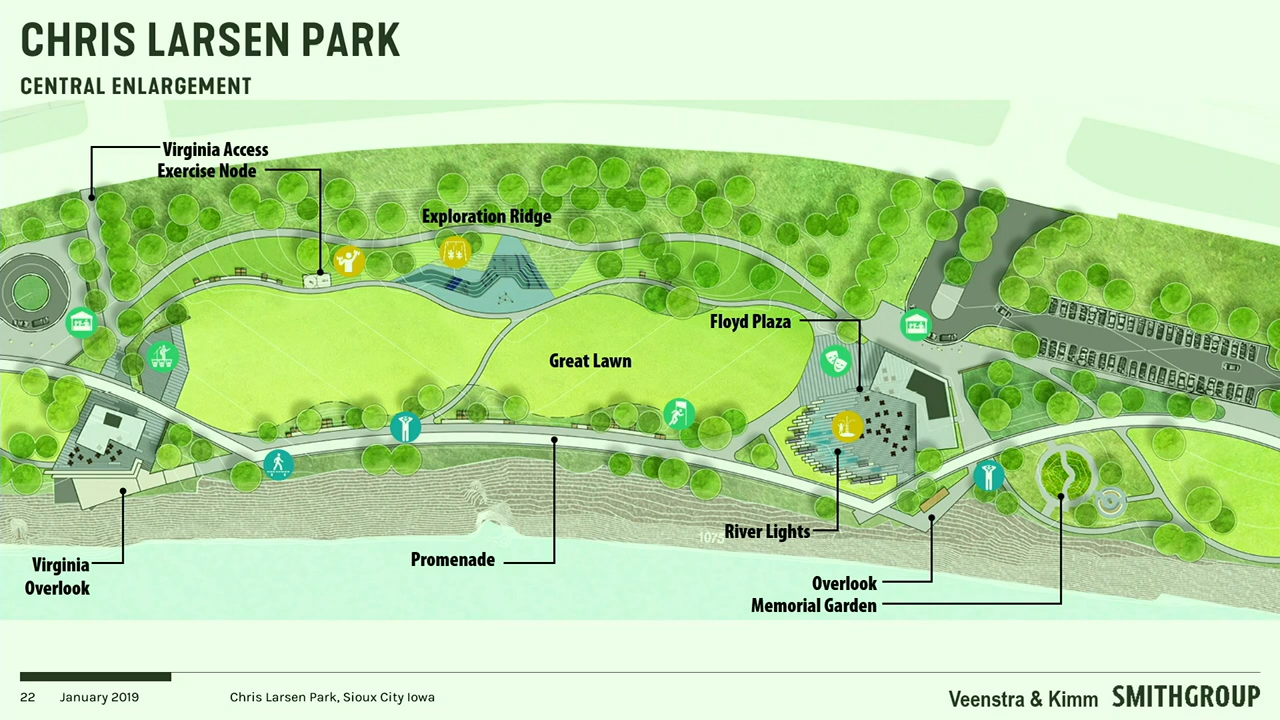 CHRIS LARSEN PARK
CENTRAL ENLARGEMENT
Virginia Access
Exercise Node
Exploration Ridge
Floyd Plaza
Great Lawn
River Lights
1075
Promenade
Virginia
Overlook
Overlook
Memorial Garden
22 January 2019 Chris Larsen Park, Sioux City Iowa Veenstra & Kimm SMITHGROUP